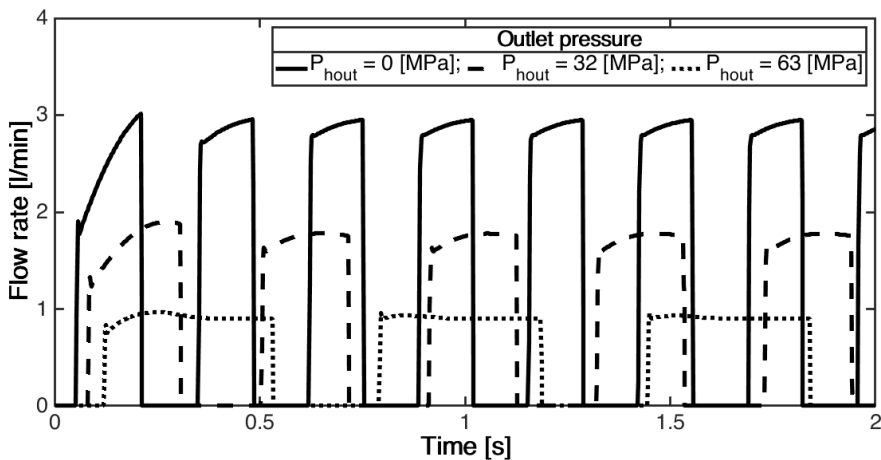 4
Outlet pressure
P_hout = 0 [MPa]; P_hout = 32 [MPa]; P_hout = 63 [MPa]
3
2
1
0
Flow rate [l/min]
0 0.5 1 1.5 2
Time [s]